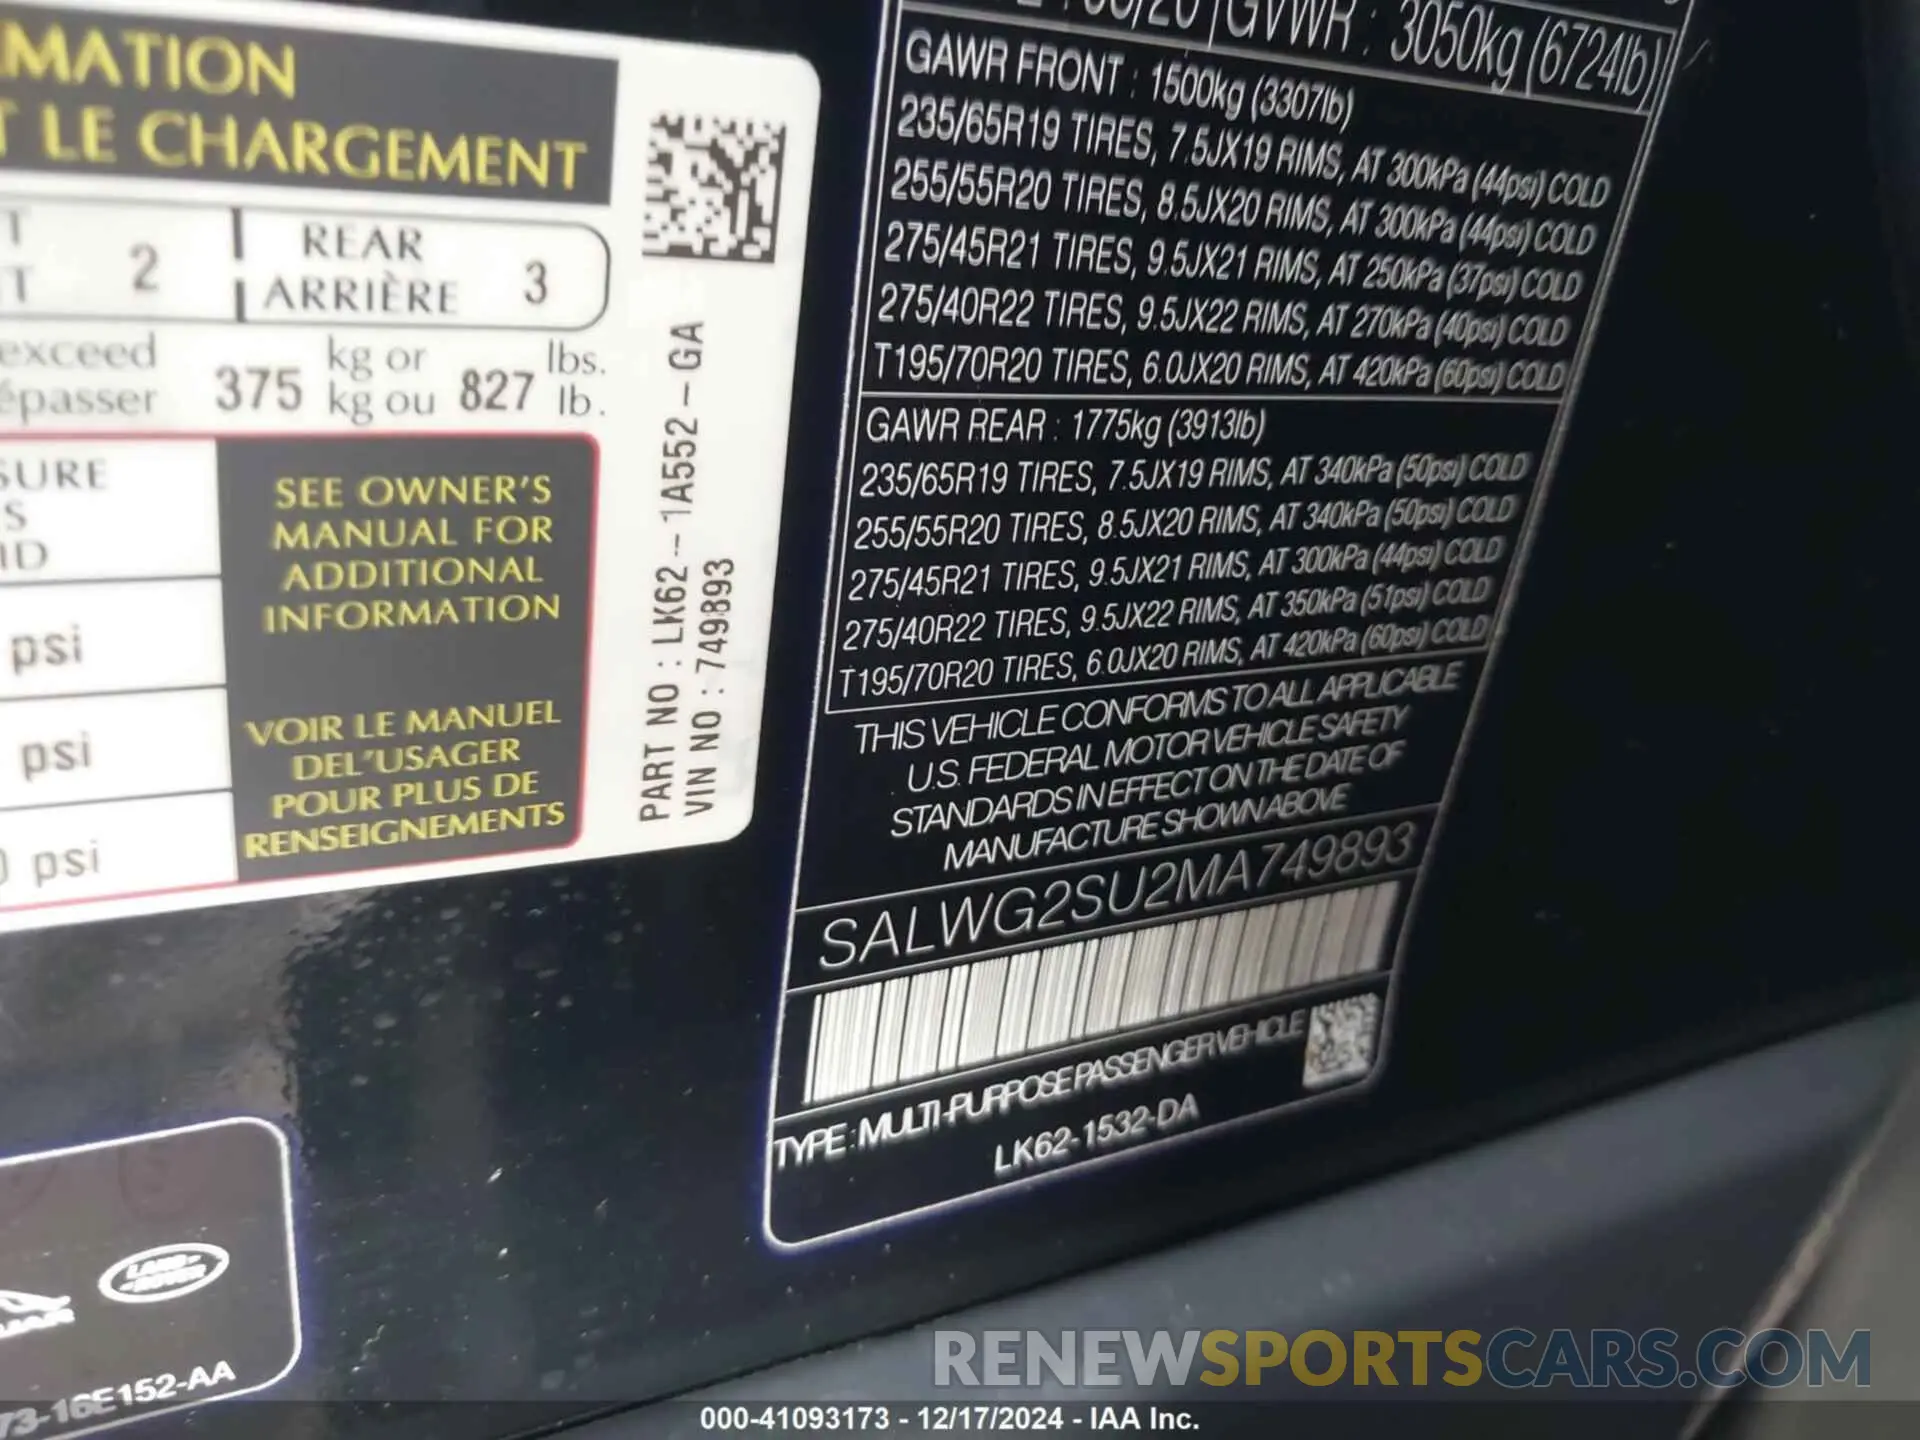 MATION
T LE CHARGEMENT
2 REAR
ARRIÈRE 3
exceed
épasser 375 kg or
kg ou 827 lbs.
lb.
SURE
S
ID
psi
psi
psi
SEE OWNER'S
MANUAL FOR
ADDITIONAL
INFORMATION
VOIR LE MANUEL
DEL'USAGER
POUR PLUS DE
RENSEIGNEMENTS
PART NO : LK62-1A552-GA
VIN NO : 749893
GVWR : 3050kg (6724lb)
GAWR FRONT : 1500kg (3307lb)
235/65R19 TIRES, 7.5JX19 RIMS, AT 300kPa (44psi) COLD
255/55R20 TIRES, 8.5JX20 RIMS, AT 300kPa (44psi) COLD
275/45R21 TIRES, 9.5JX21 RIMS, AT 250kPa (37psi) COLD
275/40R22 TIRES, 9.5JX22 RIMS, AT 270kPa (40psi) COLD
T195/70R20 TIRES, 6.0JX20 RIMS, AT 420kPa (60psi) COLD
GAWR REAR : 1775kg (3913lb)
235/65R19 TIRES, 7.5JX19 RIMS, AT 340kPa (50psi) COLD
255/55R20 TIRES, 8.5JX20 RIMS, AT 340kPa (50psi) COLD
275/45R21 TIRES, 9.5JX21 RIMS, AT 300kPa (44psi) COLD
275/40R22 TIRES, 9.5JX22 RIMS, AT 350kPa (51psi) COLD
T195/70R20 TIRES, 6.0JX20 RIMS, AT 420kPa (60psi) COLD
THIS VEHICLE CONFORMS TO ALL APPLICABLE
U.S. FEDERAL MOTOR VEHICLE SAFETY
STANDARDS IN EFFECT ON THE DATE OF
MANUFACTURE SHOWN ABOVE
SALWG2SU2MA749893
TYPE : MULTI-PURPOSE PASSENGER VEHICLE
LK62-1532-DA
LAND-
-ROVER
73-16E152-AA
RENEWSPORTSCARS.COM
000-41093173 - 12/17/2024 - IAA Inc.